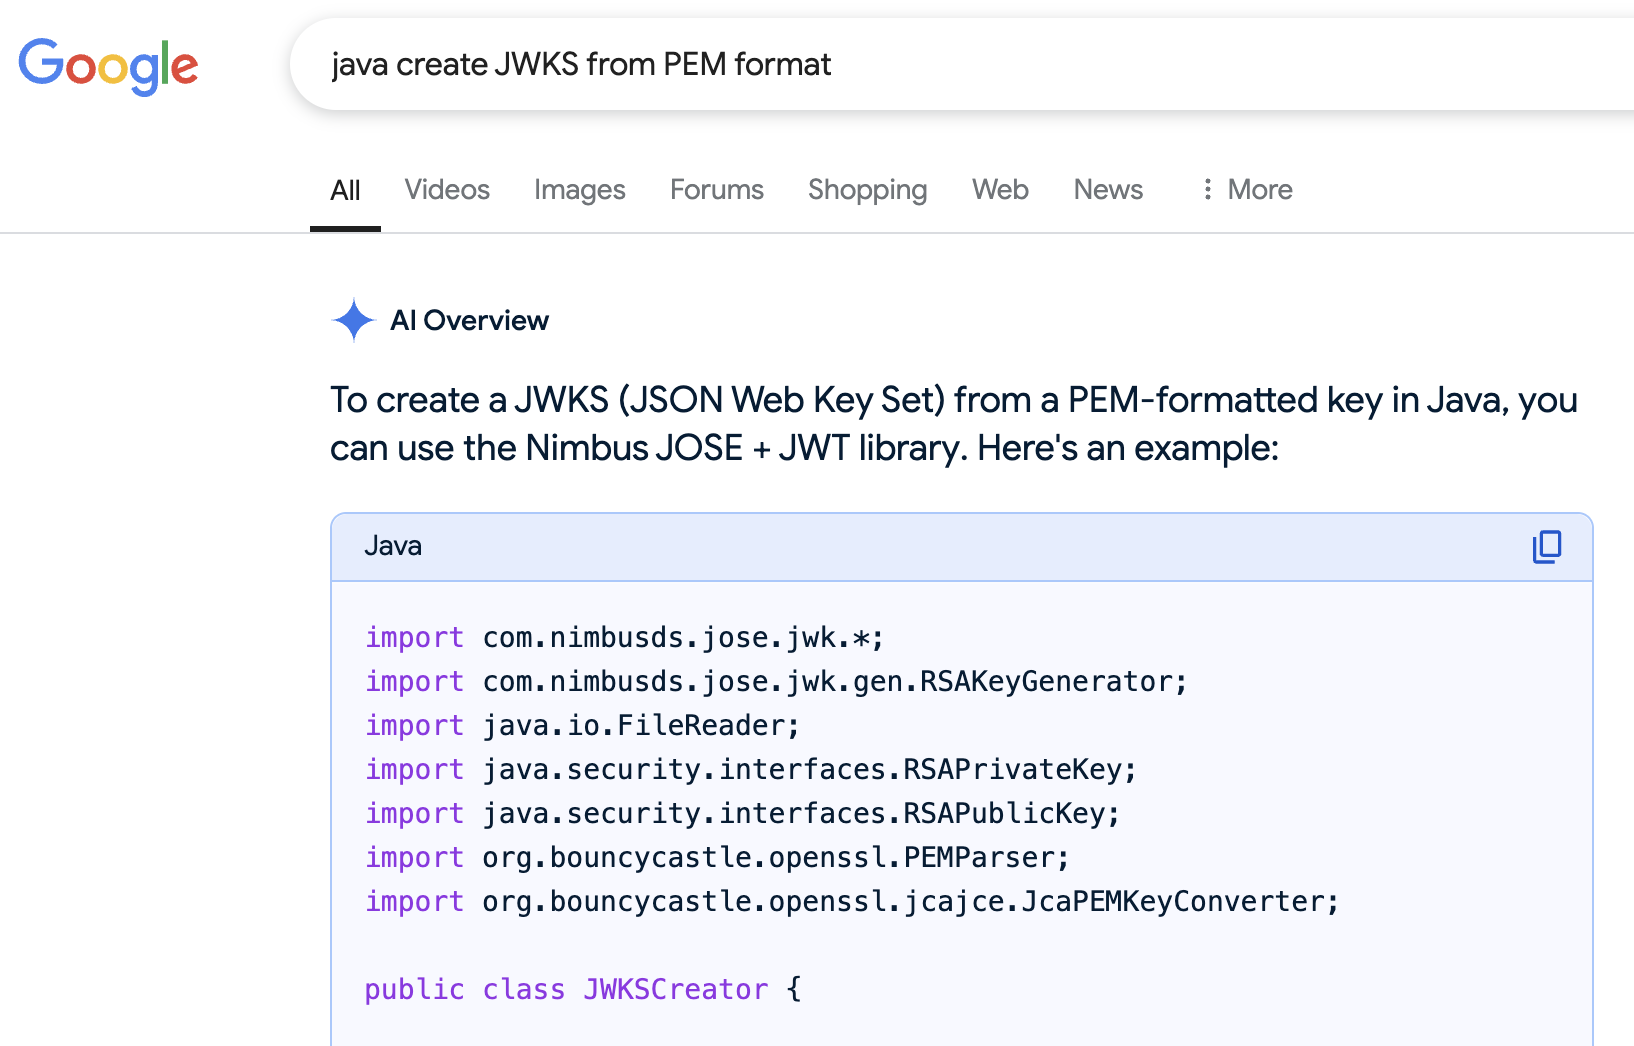 Google
java create JWKS from PEM format
All Videos Images Forums Shopping Web News More
AI Overview
To create a JWKS (JSON Web Key Set) from a PEM-formatted key in Java, you
can use the Nimbus JOSE + JWT library. Here's an example:
Java
import com.nimbusds.jose.jwk.*;
import com.nimbusds.jose.jwk.gen.RSAKeyGenerator;
import java.io.FileReader;
import java.security.interfaces.RSAPrivateKey;
import java.security.interfaces.RSAPublicKey;
import org.bouncycastle.openssl.PEMParser;
import org.bouncycastle.openssl.jcajce.JcaPEMKeyConverter;
public class JWKSCreator {